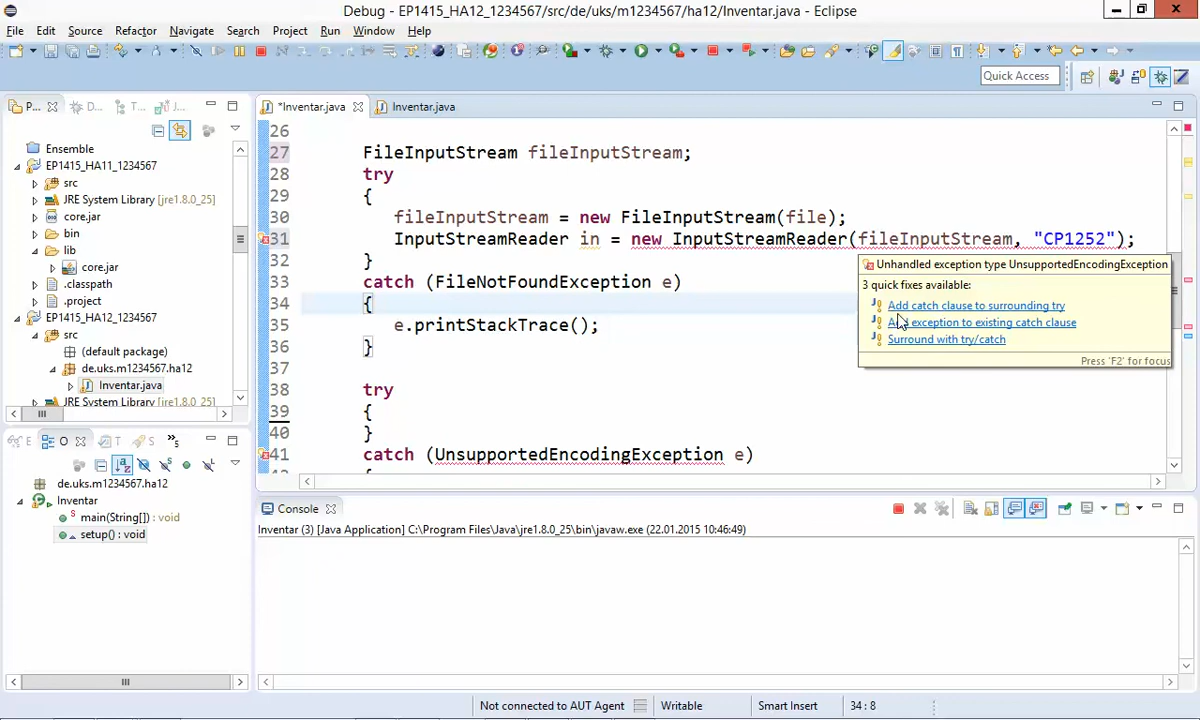 Debug - EP1415_HA12_1234567/src/de/uks/m1234567/ha12/Inventar.java - Eclipse
File Edit Source Refactor Navigate Search Project Run Window Help
Quick Access
P... D... T... J...
*Inventar.java Inventar.java
Ensemble
EP1415_HA11_1234567
src
JRE System Library [jre1.8.0_25]
core.jar
bin
lib
core.jar
.classpath
.project
EP1415_HA12_1234567
src
(default package)
de.uks.m1234567.ha12
Inventar.java
JRE System Library [jre1.8.0_25]
26
27 FileInputStream fileInputStream;
28 try
29 {
30 fileInputStream = new FileInputStream(file);
31 InputStreamReader in = new InputStreamReader(fileInputStream, "CP1252");
32 }
33 catch (FileNotFoundException e)
34 {
35 e.printStackTrace();
36 }
37
38 try
39 {
40 }
41 catch (UnsupportedEncodingException e)
Unhandled exception type UnsupportedEncodingException
3 quick fixes available:
Add catch clause to surrounding try
Add exception to existing catch clause
Surround with try/catch
Press 'F2' for focus
E O T S »5
de.uks.m1234567.ha12
Inventar
main(String[]) : void
setup() : void
Console
Inventar (3) [Java Application] C:\Program Files\Java\jre1.8.0_25\bin\javaw.exe (22.01.2015 10:46:49)
Not connected to AUT Agent Writable Smart Insert 34 : 8